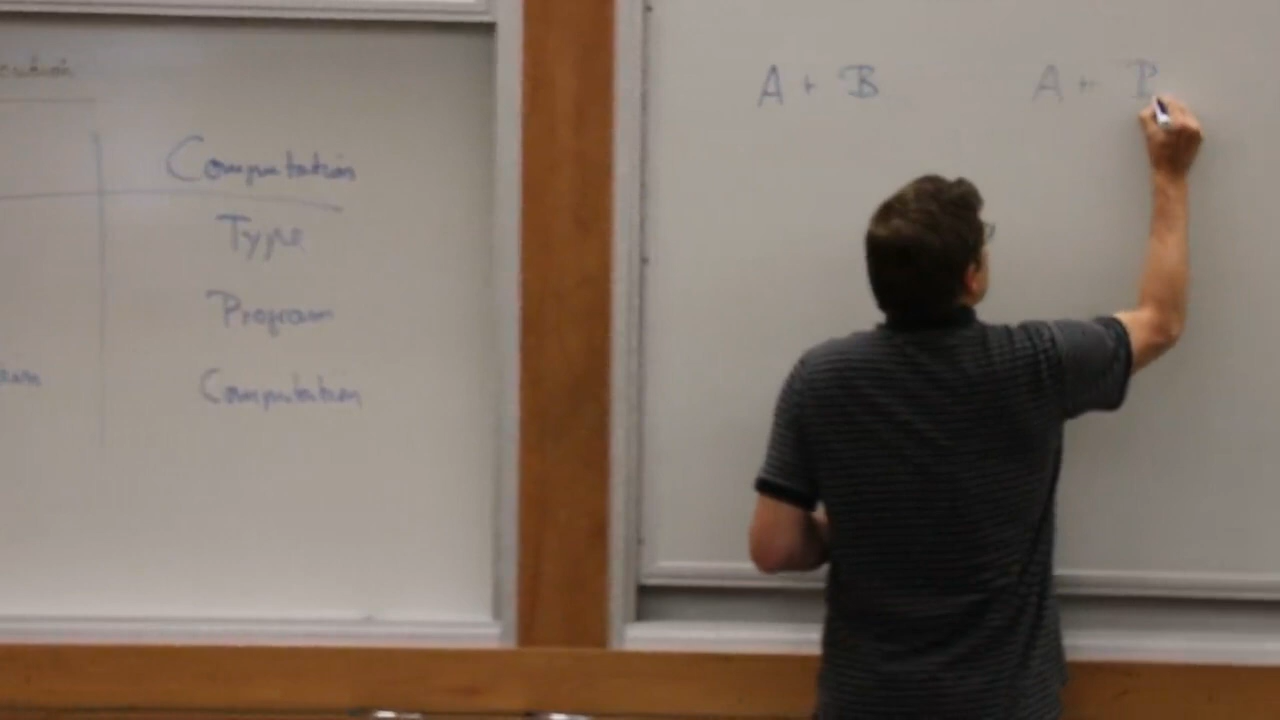 Computation
Type
Program
Computation
A + B
A + B